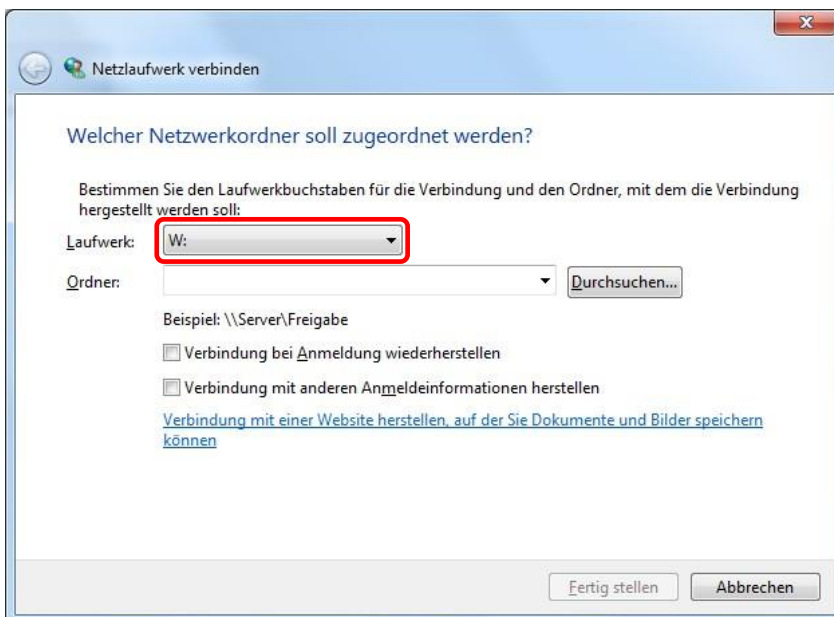 Netzlaufwerk verbinden
Welcher Netzwerkordner soll zugeordnet werden?
Bestimmen Sie den Laufwerkbuchstaben für die Verbindung und den Ordner, mit dem die Verbindung
hergestellt werden soll:
Laufwerk: W:
Ordner: Durchsuchen...
Beispiel: \\Server\Freigabe
Verbindung bei Anmeldung wiederherstellen
Verbindung mit anderen Anmeldeinformationen herstellen
Verbindung mit einer Website herstellen, auf der Sie Dokumente und Bilder speichern
können
Fertig stellen Abbrechen